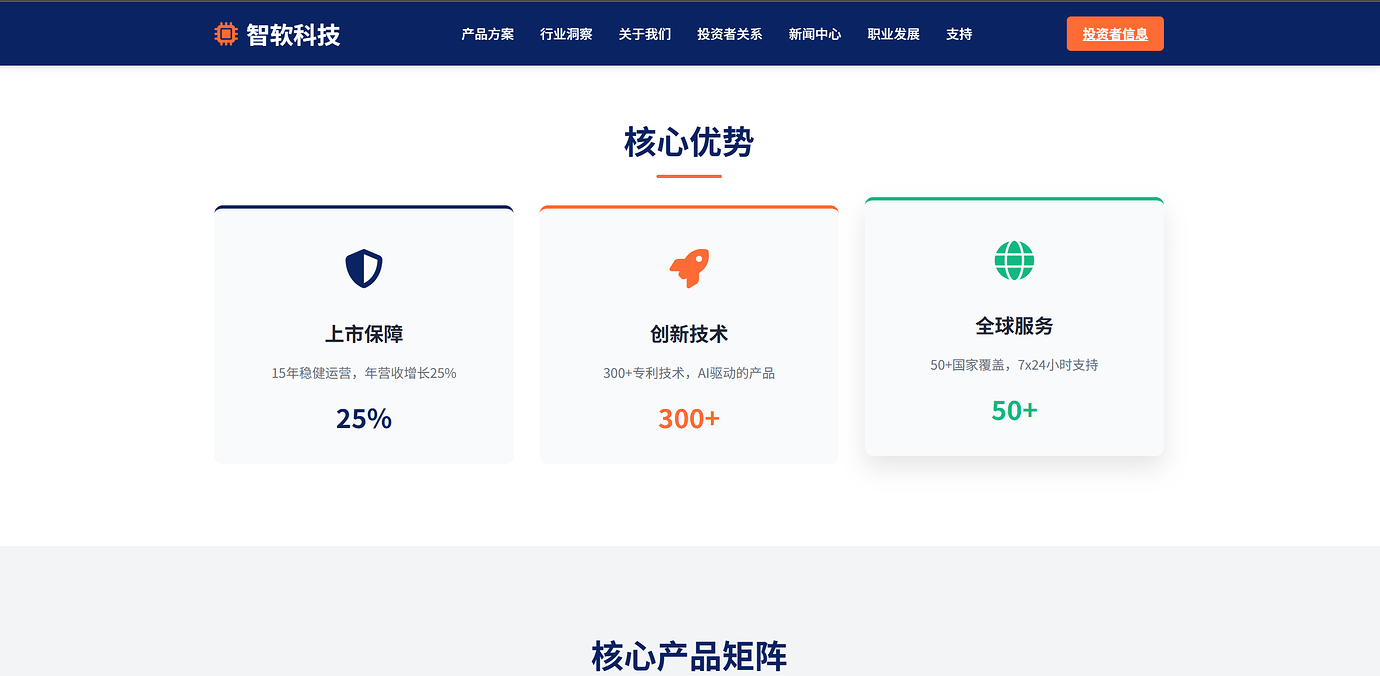 智软科技
产品方案 行业洞察 关于我们 投资者关系 新闻中心 职业发展 支持
投资者信息
核心优势
上市保障
15年稳健运营，年营收增长25%
25%
创新技术
300+专利技术，AI驱动的产品
300+
全球服务
50+国家覆盖，7x24小时支持
50+
核心产品矩阵